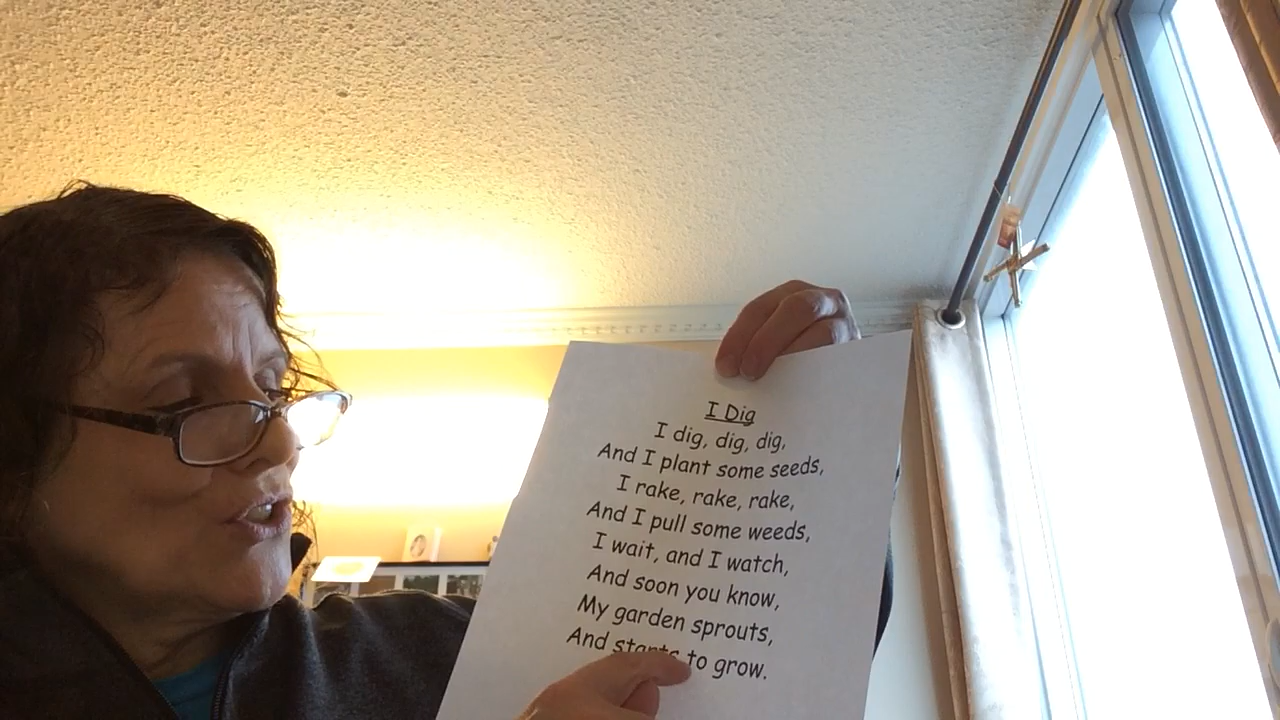 I Dig
I dig, dig, dig,
And I plant some seeds,
I rake, rake, rake,
And I pull some weeds,
I wait, and I watch,
And soon you know,
My garden sprouts,
And starts to grow.